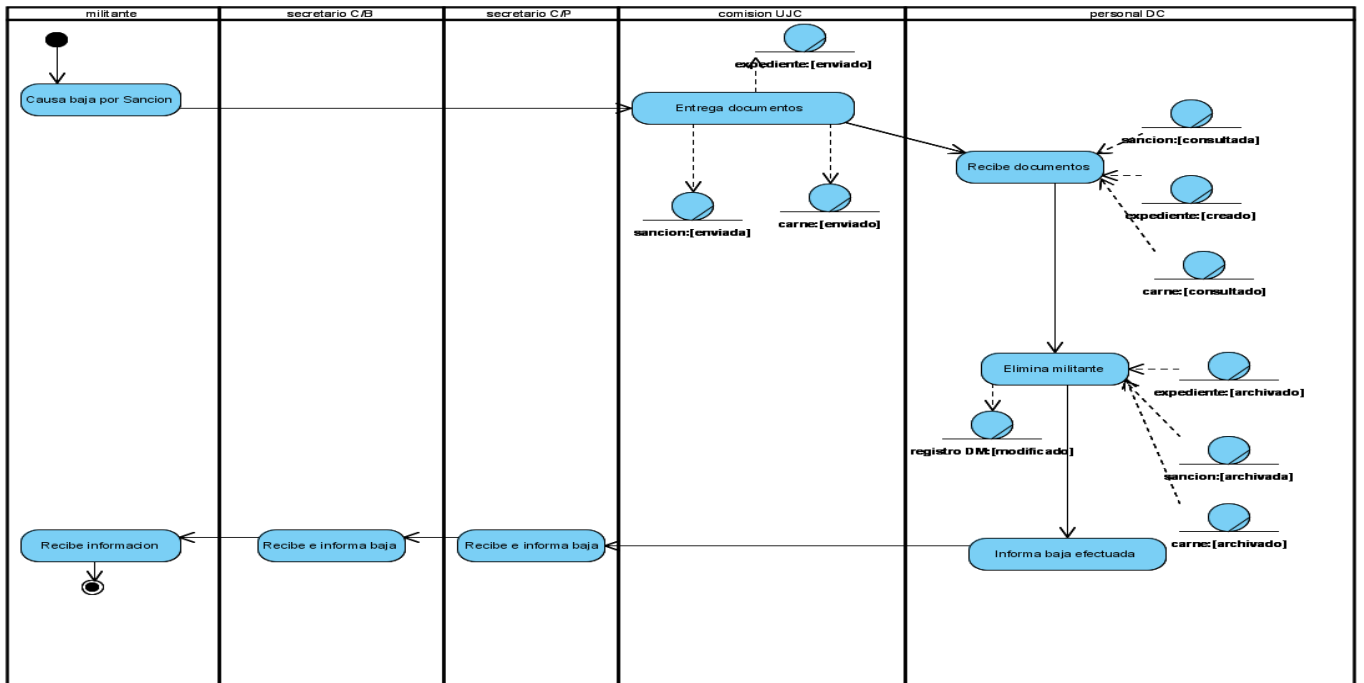 militante
secretario C/B
secretario C/P
comision UJC
personal DC
expediente:[enviado]
Causa baja por Sancion
Entrega documentos
sancion:[consultada]
Recibe documentos
expediente:[creado]
carne:[enviado]
sancion:[enviada]
carne:[consultado]
Elimina militante
expediente:[archivado]
registro DM:[modificado]
sancion:[archivada]
carne:[archivado]
Recibe informacion
Recibe e informa baja
Recibe e informa baja
Informa baja efectuada